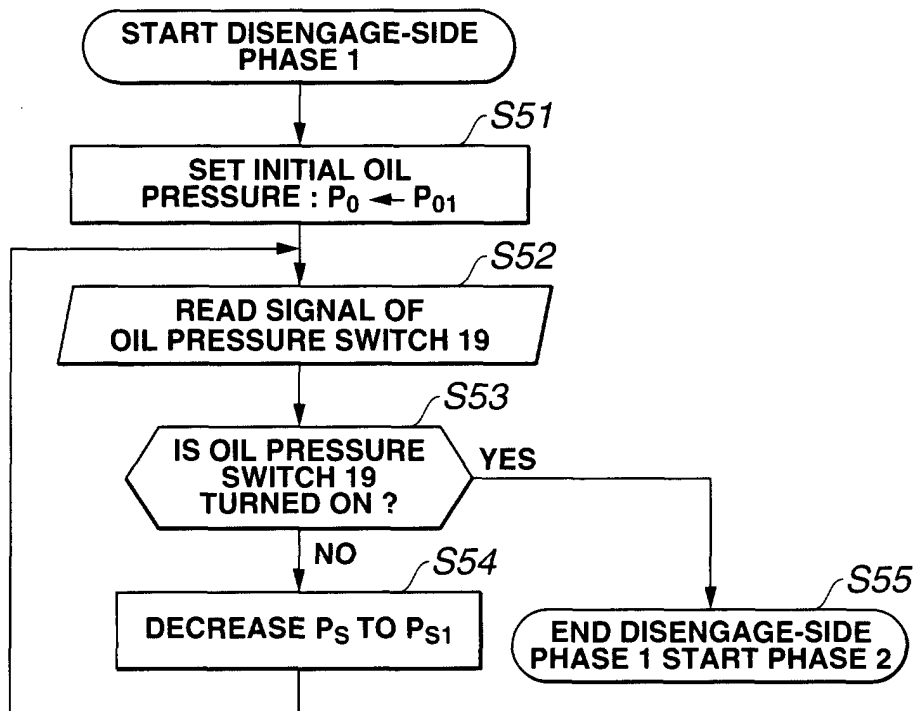 START DISENGAGE-SIDE
PHASE 1
S51
SET INITIAL OIL
PRESSURE : P₀ ← P₀₁
S52
READ SIGNAL OF
OIL PRESSURE SWITCH 19
S53
IS OIL PRESSURE
SWITCH 19
TURNED ON ?
YES
NO
S54
DECREASE Pₛ TO Pₛ₁
S55
END DISENGAGE-SIDE
PHASE 1 START PHASE 2